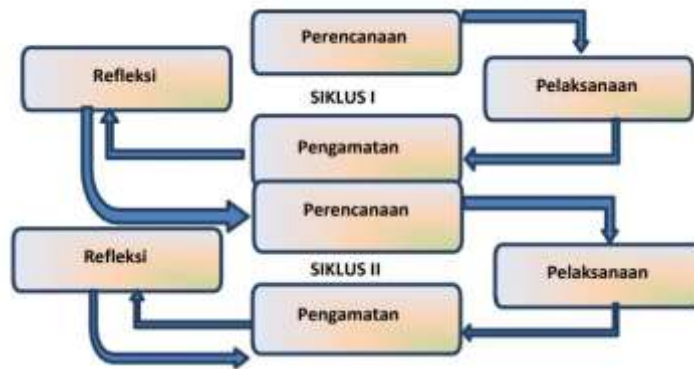 Perencanaan
Refleksi
Pelaksanaan
SIKLUS I
Pengamatan
Perencanaan
Refleksi
Pelaksanaan
SIKLUS II
Pengamatan